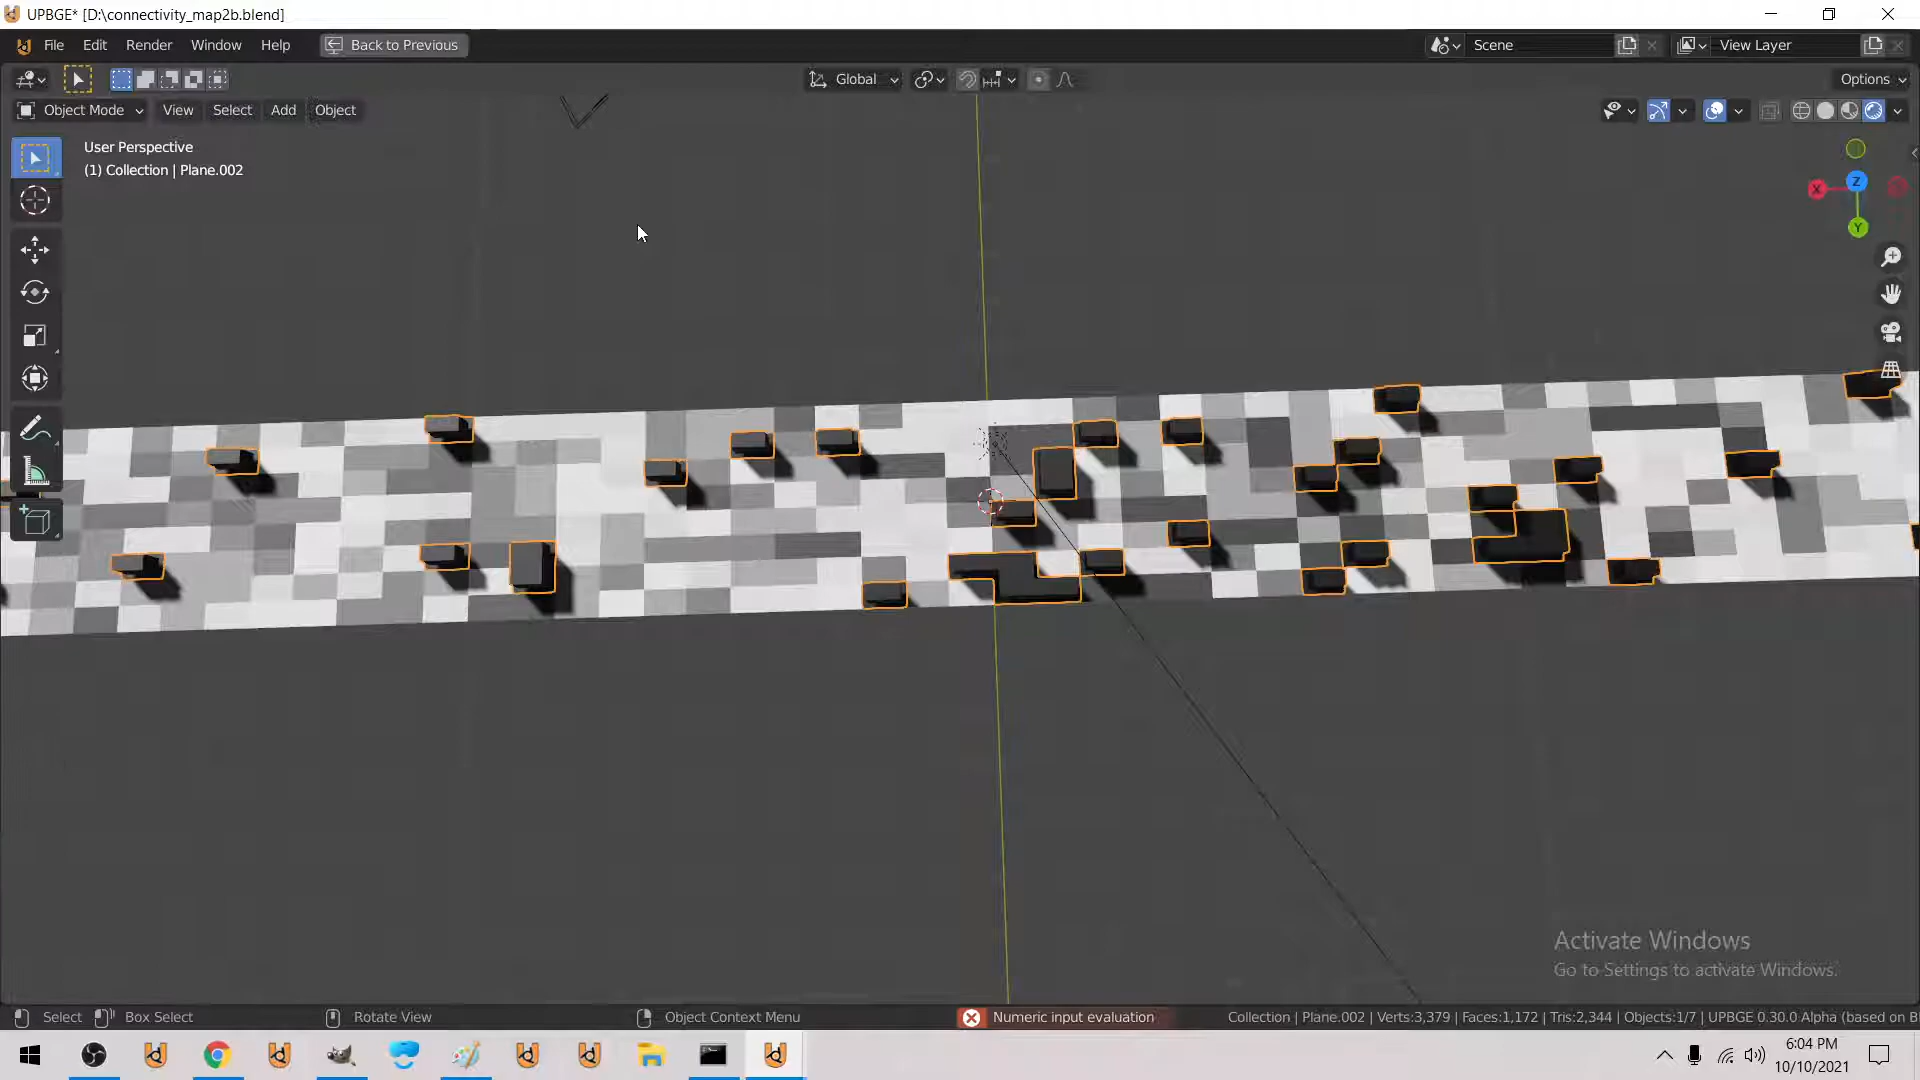 UPBGE* [D:\connectivity_map2b.blend]
File Edit Render Window Help Back to Previous Scene View Layer
Global Options
Object Mode View Select Add Object
User Perspective
(1) Collection | Plane.002
X Z Y
Activate Windows
Go to Settings to activate Windows.
Select Box Select Rotate View Object Context Menu Numeric input evaluation Collection | Plane.002 | Verts:3,379 | Faces:1,172 | Tris:2,344 | Objects:1/7 | UPBGE 0.30.0 Alpha (based on Bl
6:04 PM
10/10/2021